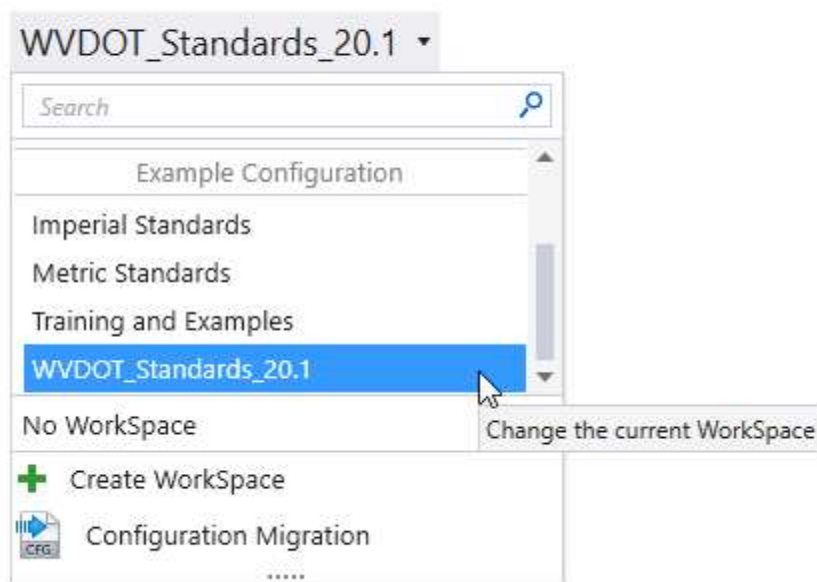 WVDOT_Standards_20.1
Search
Example Configuration
Imperial Standards
Metric Standards
Training and Examples
WVDOT_Standards_20.1
No WorkSpace
Change the current WorkSpace
Create WorkSpace
CFG
Configuration Migration